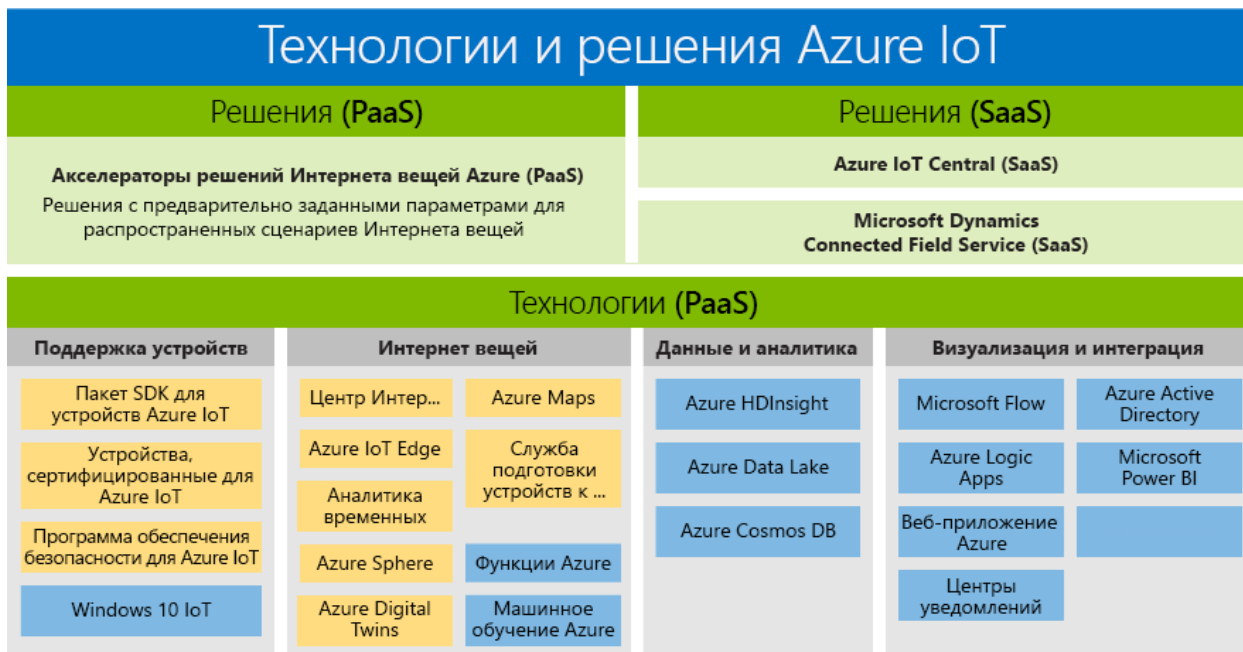 Технологии и решения Azure IoT
Решения (PaaS)
Решения (SaaS)
Акселераторы решений Интернета вещей Azure (PaaS)
Решения с предварительно заданными параметрами для
распространенных сценариев Интернета вещей
Azure IoT Central (SaaS)
Microsoft Dynamics
Connected Field Service (SaaS)
Технологии (PaaS)
Поддержка устройств
Пакет SDK для
устройств Azure IoT
Устройства,
сертифицированные для
Azure IoT
Программа обеспечения
безопасности для Azure IoT
Windows 10 IoT
Интернет вещей
Центр Интер...
Azure IoT Edge
Аналитика
временных
Azure Sphere
Azure Digital
Twins
Azure Maps
Служба
подготовки
устройств к ...
Функции Azure
Машинное
обучение Azure
Данные и аналитика
Azure HDInsight
Azure Data Lake
Azure Cosmos DB
Визуализация и интеграция
Microsoft Flow
Azure Logic
Apps
Веб-приложение
Azure
Центры
уведомлений
Azure Active
Directory
Microsoft
Power BI